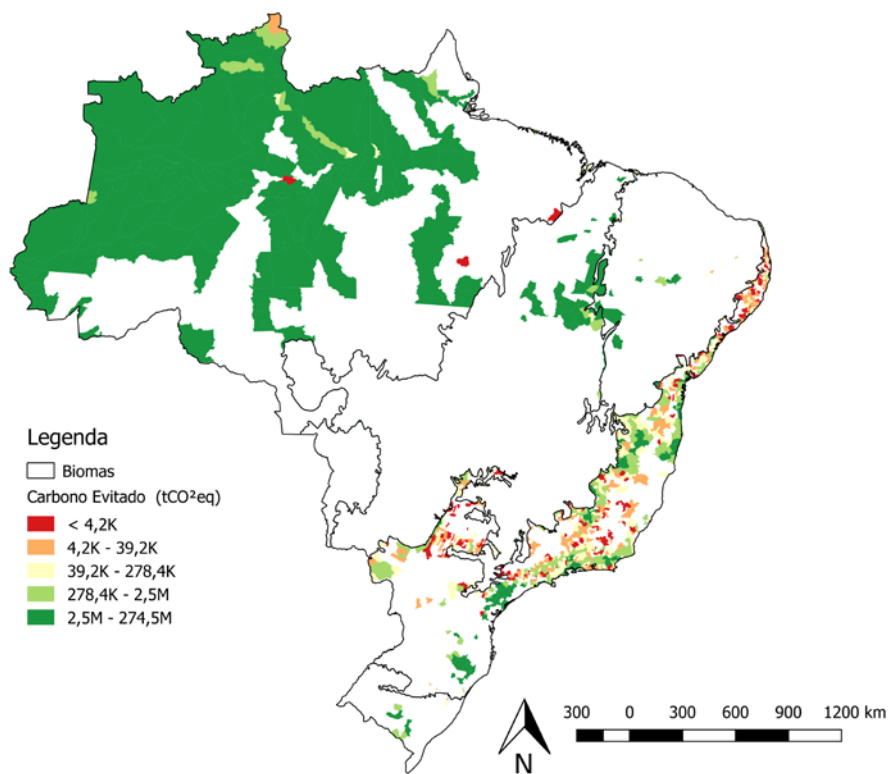 Legenda
Biomas
Carbono Evitado (tCO²eq)
< 4,2K
4,2K - 39,2K
39,2K - 278,4K
278,4K - 2,5M
2,5M - 274,5M
N
300 0 300 600 900 1200 km